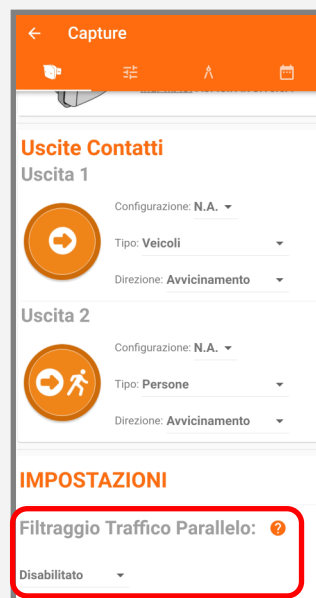 Capture
Uscite Contatti
Uscita 1
Configurazione: N.A.
Tipo: Veicoli
Direzione: Avvicinamento
Uscita 2
Configurazione: N.A.
Tipo: Persone
Direzione: Avvicinamento
IMPOSTAZIONI
Filtraggio Traffico Parallelo: ?
Disabilitato